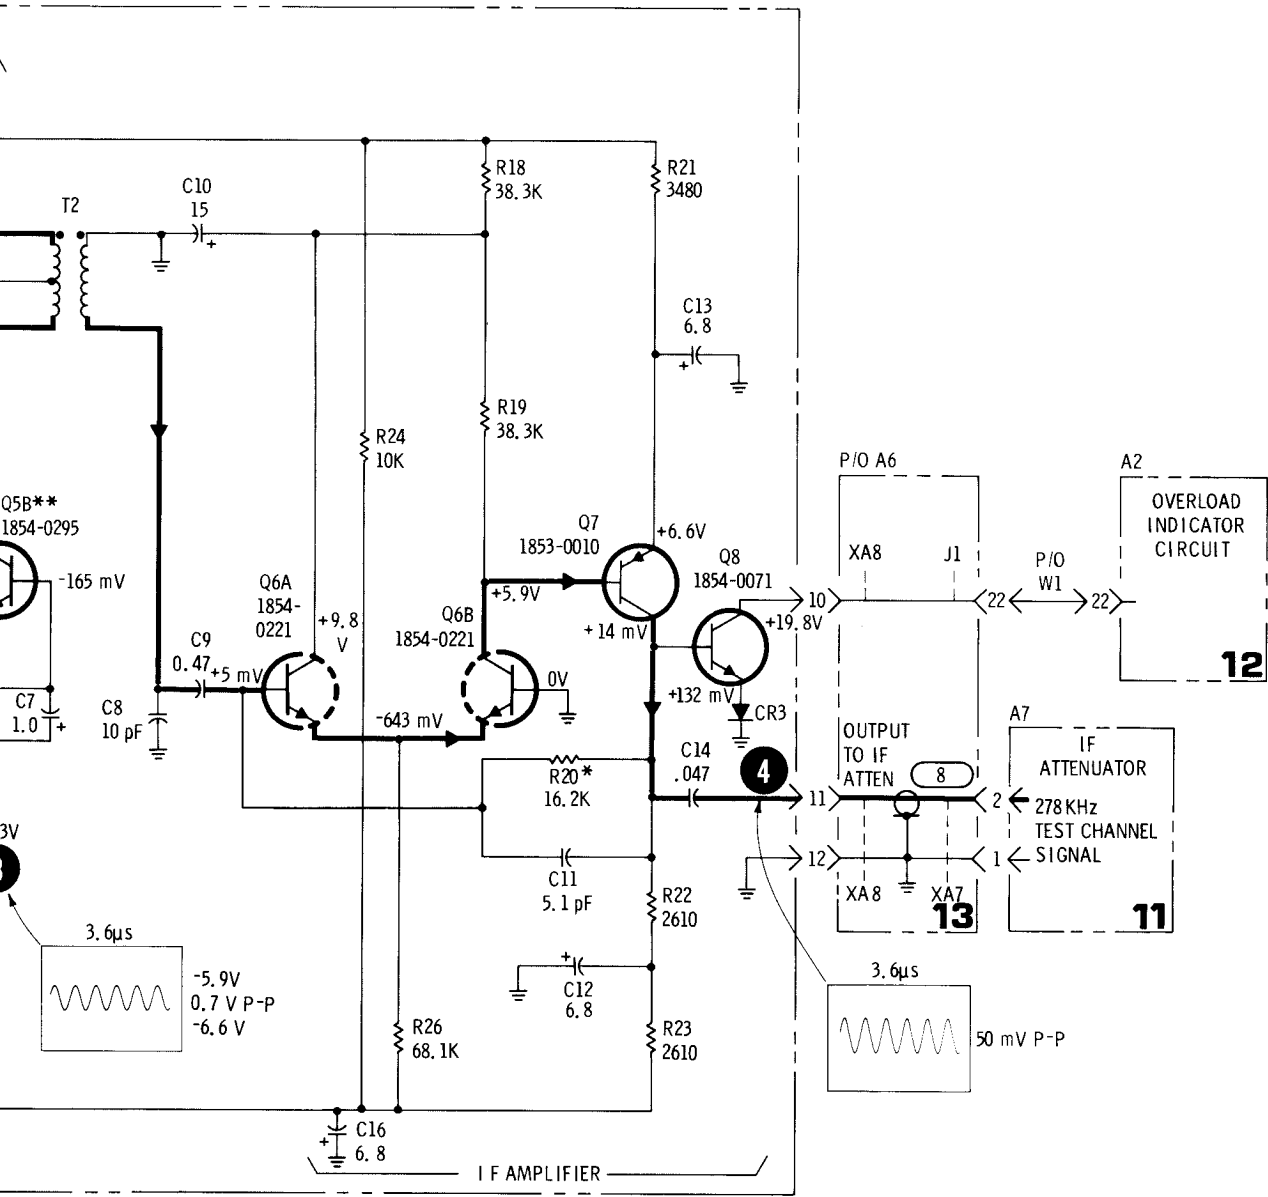 R18
38.3K
R21
3480
C10
15
+
T2
C13
6.8
+
R19
38.3K
R24
10K
P/O A6
A2
OVERLOAD
INDICATOR
CIRCUIT
Q5B**
1854-0295
-165 mV
Q7
1853-0010
+6.6V
Q8
1854-0071
XA8
J1
P/O
W1
10
22
22
12
+5.9V
+14 mV
+19.8V
Q6A
1854-
0221
+9.8
V
Q6B
1854-0221
0V
C9
0.47
+5 mV
+132 mV
CR3
C7
1.0
+
C8
10 pF
-643 mV
OUTPUT
TO IF
ATTEN
8
A7
IF
ATTENUATOR
278 KHz
TEST CHANNEL
SIGNAL
C14
.047
4
11
2
R20*
16.2K
12
1
XA8
XA7
13
11
3V
C11
5.1 pF
R22
2610
3.6µs
-5.9V
0.7 V P-P
-6.6 V
+
C12
6.8
3.6µs
50 mV P-P
R26
68.1K
R23
2610
+
C16
6.8
IF AMPLIFIER